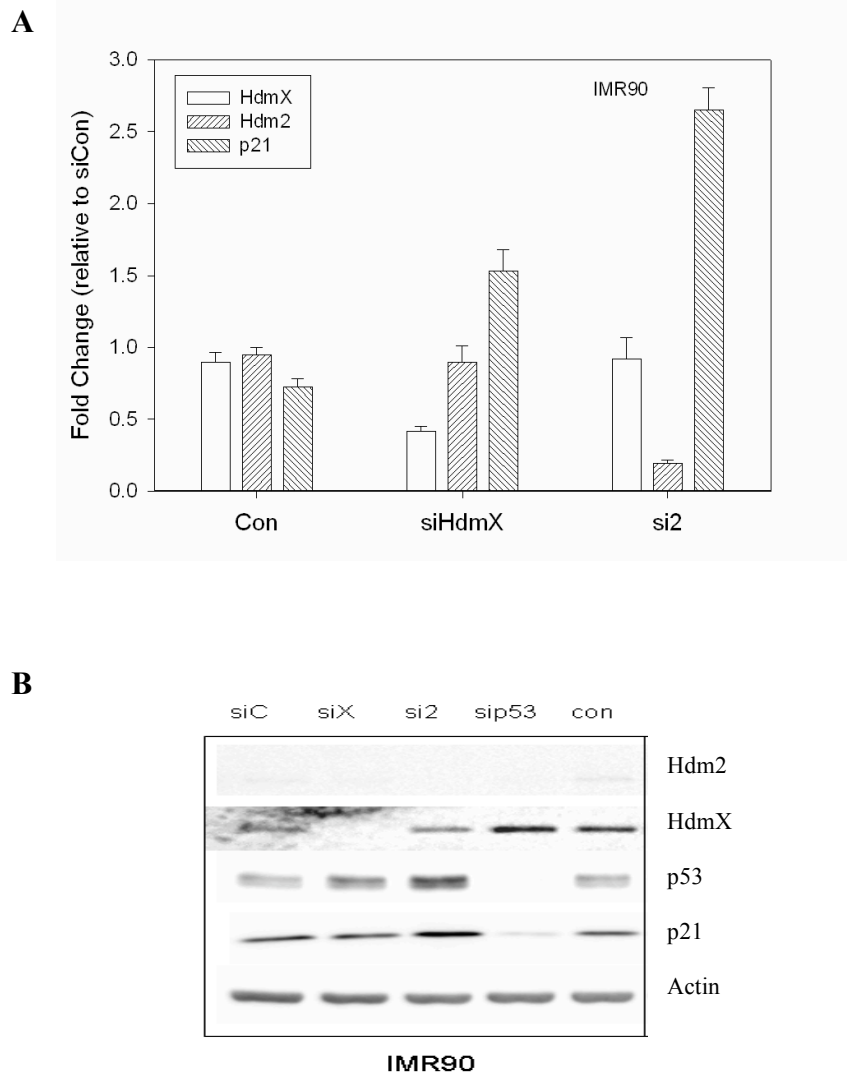 A
Fold Change (relative to siCon)
3.0
2.5
2.0
1.5
1.0
0.5
0.0
HdmX
Hdm2
p21
IMR90
Con siHdmX si2
B
siC siX si2 sip53 con
Hdm2
HdmX
p53
p21
Actin
IMR90